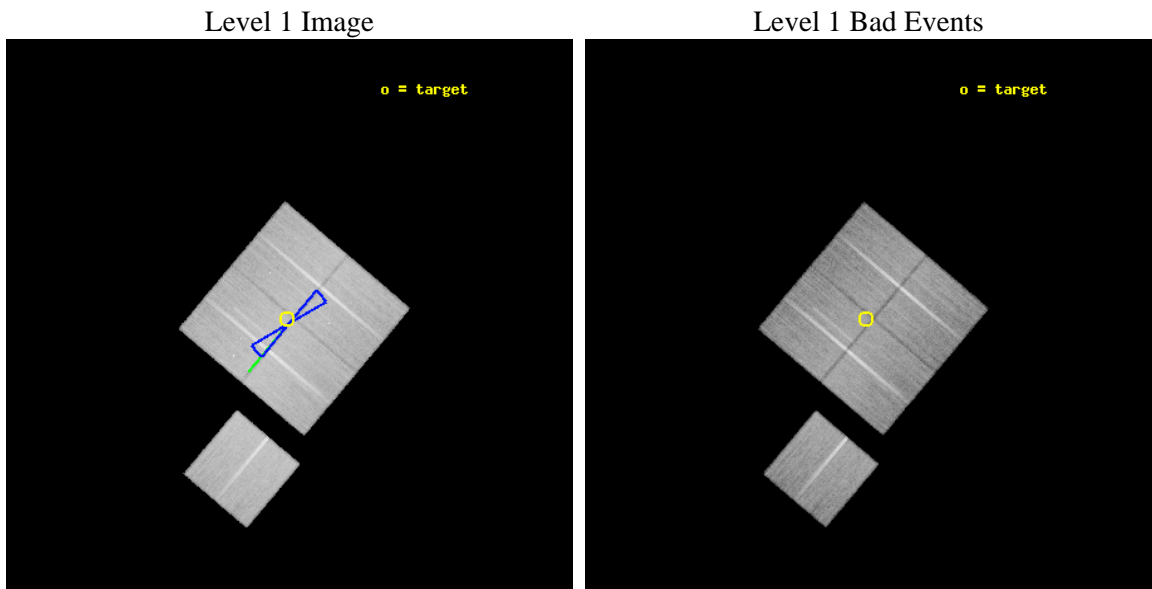 Level 1 Image
Level 1 Bad Events
o = target
o = target